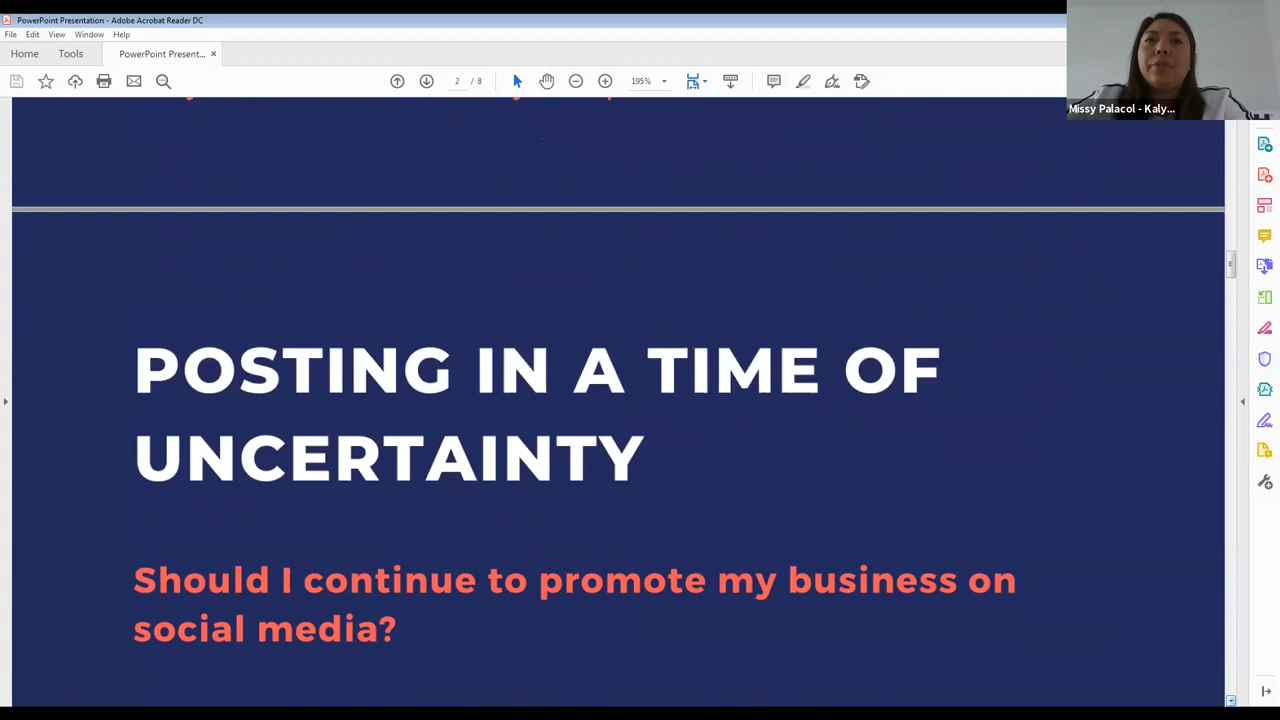 PowerPoint Presentation - Adobe Acrobat Reader DC
File Edit View Window Help
Home Tools PowerPoint Present... ×
2 / 8 195%
Missy Palacol - Kaly...
POSTING IN A TIME OF
UNCERTAINTY
Should I continue to promote my business on
social media?